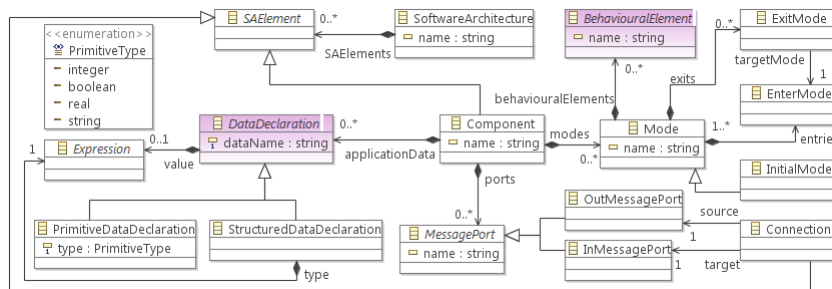 <<enumeration>>
PrimitiveType
integer
boolean
real
string
SAElement
0..*
SAElements
SoftwareArchitecture
name : string
BehaviouralElement
name : string
0..*
behaviouralElements
0..*
exits
ExitMode
targetMode
1
EnterMode
1..*
entries
0..1
1
Expression
value
DataDeclaration
dataName : string
0..*
applicationData
Component
name : string
modes
0..*
Mode
name : string
InitialMode
ports
0..*
PrimitiveDataDeclaration
type : PrimitiveType
StructuredDataDeclaration
type
MessagePort
name : string
OutMessagePort
source
1
Connection
InMessagePort
1
target